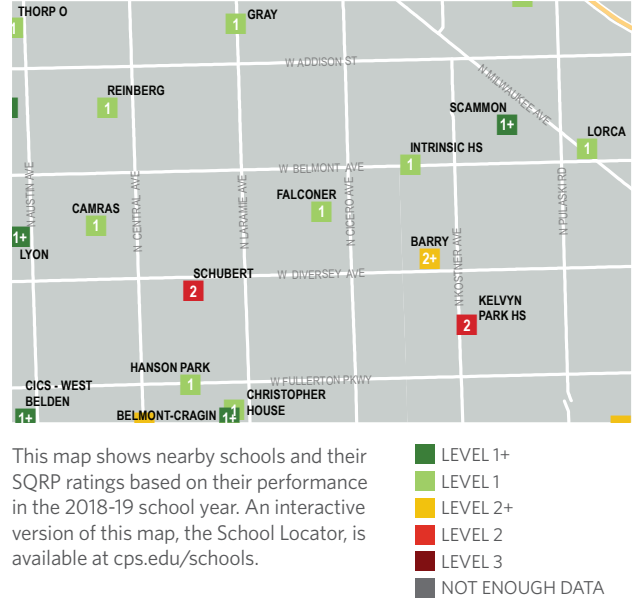 THORP O
1
GRAY
1
W ADDISON ST
N MILWAUKEE AVE
REINBERG
1
SCAMMON
1+
LORCA
1
INTRINSIC HS
1
W BELMONT AVE
N AUSTIN AVE
N CENTRAL AVE
N LARAMIE AVE
N CICERO AVE
N KOSTNER AVE
N PULASKI RD
FALCONER
1
CAMRAS
1
1+
LYON
BARRY
2+
SCHUBERT
2
W DIVERSEY AVE
KELVYN
PARK HS
2
HANSON PARK
1
W FULLERTON PKWY
CICS - WEST
BELDEN
1+
CHRISTOPHER
HOUSE
1
BELMONT-CRAGIN
1+
This map shows nearby schools and their
SQRP ratings based on their performance
in the 2018-19 school year. An interactive
version of this map, the School Locator, is
available at cps.edu/schools.
LEVEL 1+
LEVEL 1
LEVEL 2+
LEVEL 2
LEVEL 3
NOT ENOUGH DATA